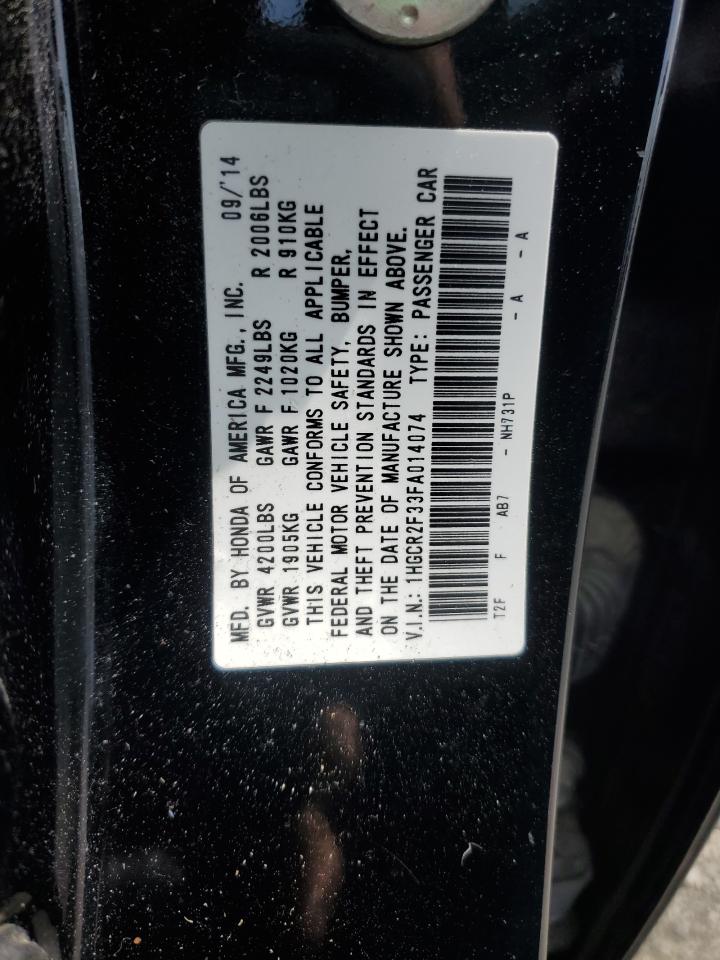 MFD. BY HONDA OF AMERICA MFG., INC. 09/'14
GVWR 4200LBS GAWR F 2249LBS R 2006LBS
GVWR 1905KG GAWR F 1020KG R 910KG
THIS VEHICLE CONFORMS TO ALL APPLICABLE
FEDERAL MOTOR VEHICLE SAFETY, BUMPER,
AND THEFT PREVENTION STANDARDS IN EFFECT
ON THE DATE OF MANUFACTURE SHOWN ABOVE.
V.I.N.: 1HGCR2F33FA014074 TYPE: PASSENGER CAR
T2F F AB7 - NH731P - A - A